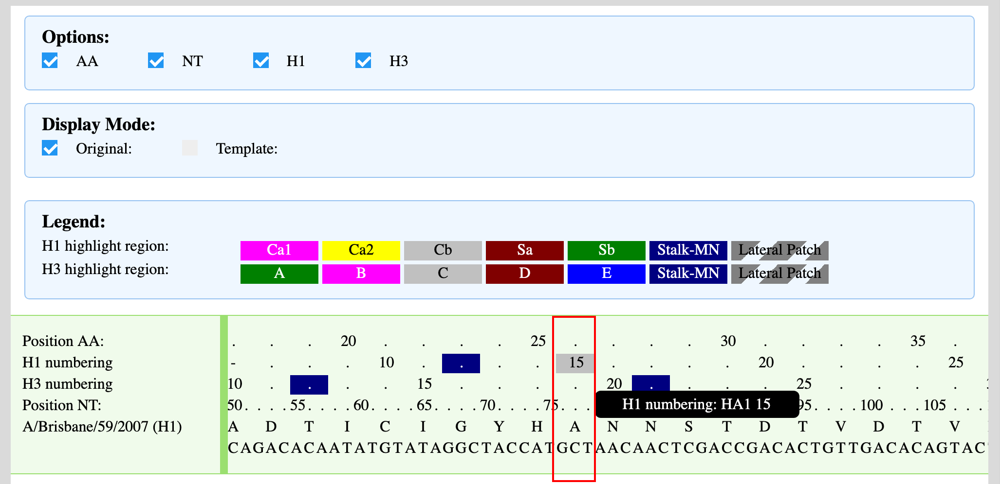 Options:
AA NT H1 H3
Display Mode:
Original: Template:
Legend:
H1 highlight region: Ca1 Ca2 Cb Sa Sb Stalk-MN Lateral Patch
H3 highlight region: A B C D E Stalk-MN Lateral Patch
Position AA: . . . 20 . . . . 25 . . . . 30 . . . . 35 .
H1 numbering - . . . 10 . . . . 15 . . . . 20 . . . . 25
H3 numbering 10 . . . . 15 . . . . 20 . . . . 25 . . . .
Position NT: 50 . . . . 55 . . . . 60 . . . . 65 . . . . 70 . . . . 75 . . . H1 numbering: HA1 15 95 . . . . 100 . . . . 105 . . . .
A/Brisbane/59/2007 (H1) A D T I C I G Y H A N N S T D T V D T V
CAGACACAATATGTATAGGCTACCATGCTAACAACTCGACCGACACTGTTGACACAGTAC